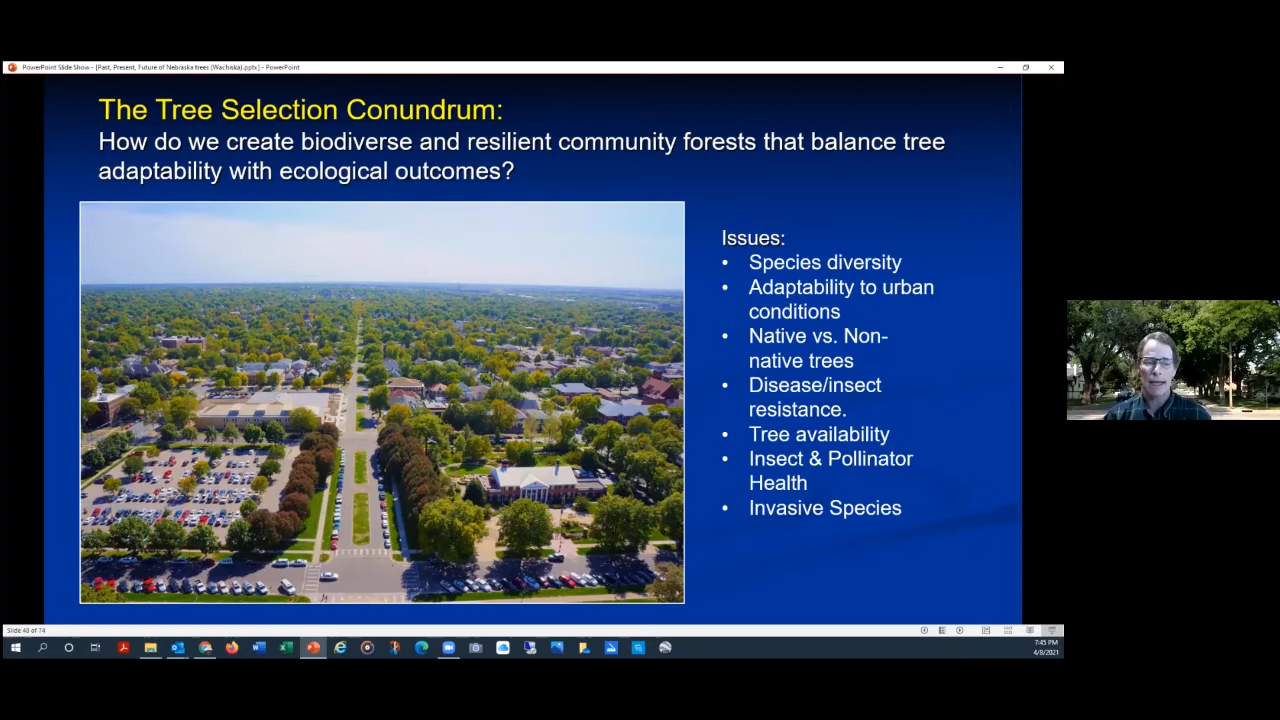 PowerPoint Slide Show - [Past, Present, Future of Nebraska trees (Wachiska).pptx] - PowerPoint
The Tree Selection Conundrum:
How do we create biodiverse and resilient community forests that balance tree
adaptability with ecological outcomes?
Issues:
• Species diversity
• Adaptability to urban
conditions
• Native vs. Non-
native trees
• Disease/insect
resistance.
• Tree availability
• Insect & Pollinator
Health
• Invasive Species
Slide 48 of 74
7:45 PM
4/8/2021